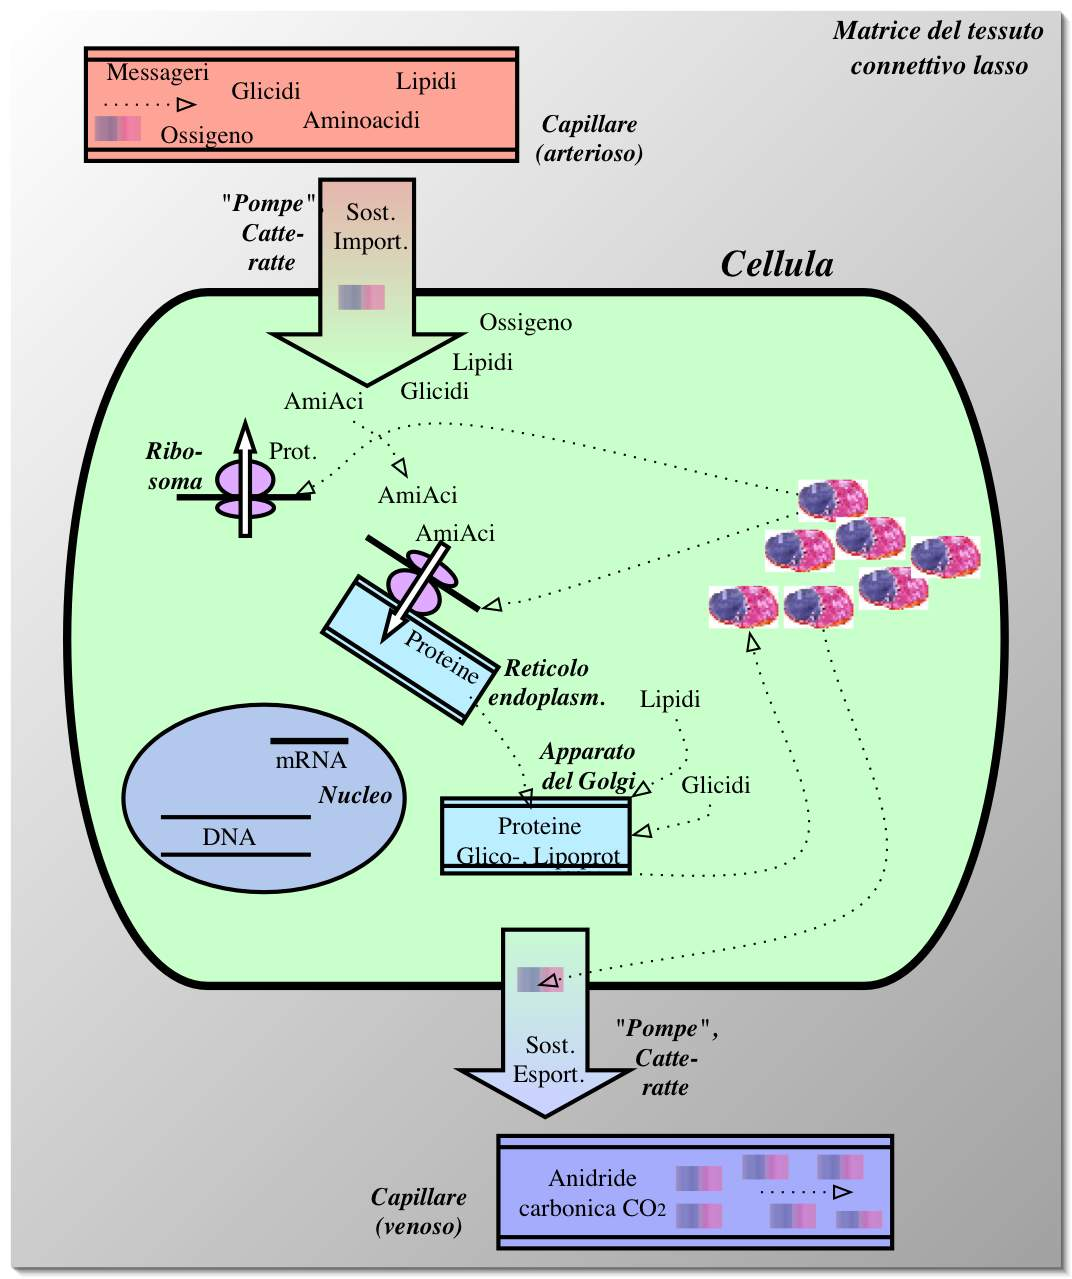 Matrice del tessuto
connettivo lasso
Messageri
Glicidi
Lipidi
Ossigeno
Aminoacidi
Capillare
(arterioso)
"Pompe",
Catte-
ratte
Sost.
Import.
Cellula
Ossigeno
Lipidi
Glicidi
AmiAci
Ribo-
soma
Prot.
AmiAci
AmiAci
Proteine
Reticolo
endoplasm.
Lipidi
Apparato
del Golgi
Glicidi
mRNA
Nucleo
DNA
Proteine
Glico-, Lipoprot
Sost.
Esport.
"Pompe",
Catte-
ratte
Anidride
carbonica CO2
Capillare
(venoso)